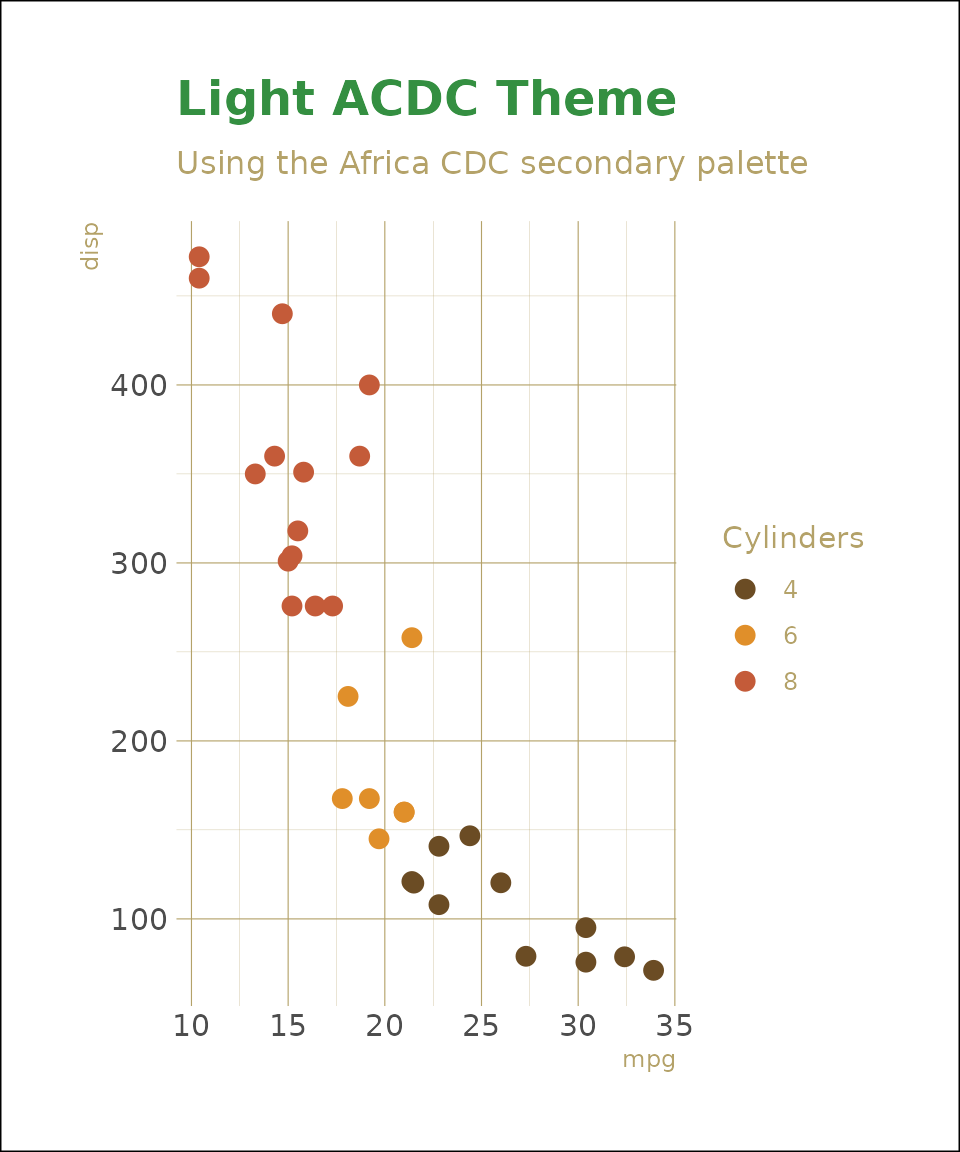 Light ACDC Theme
Using the Africa CDC secondary palette
disp
400
300
200
100
10 15 20 25 30 35
mpg
Cylinders
4
6
8